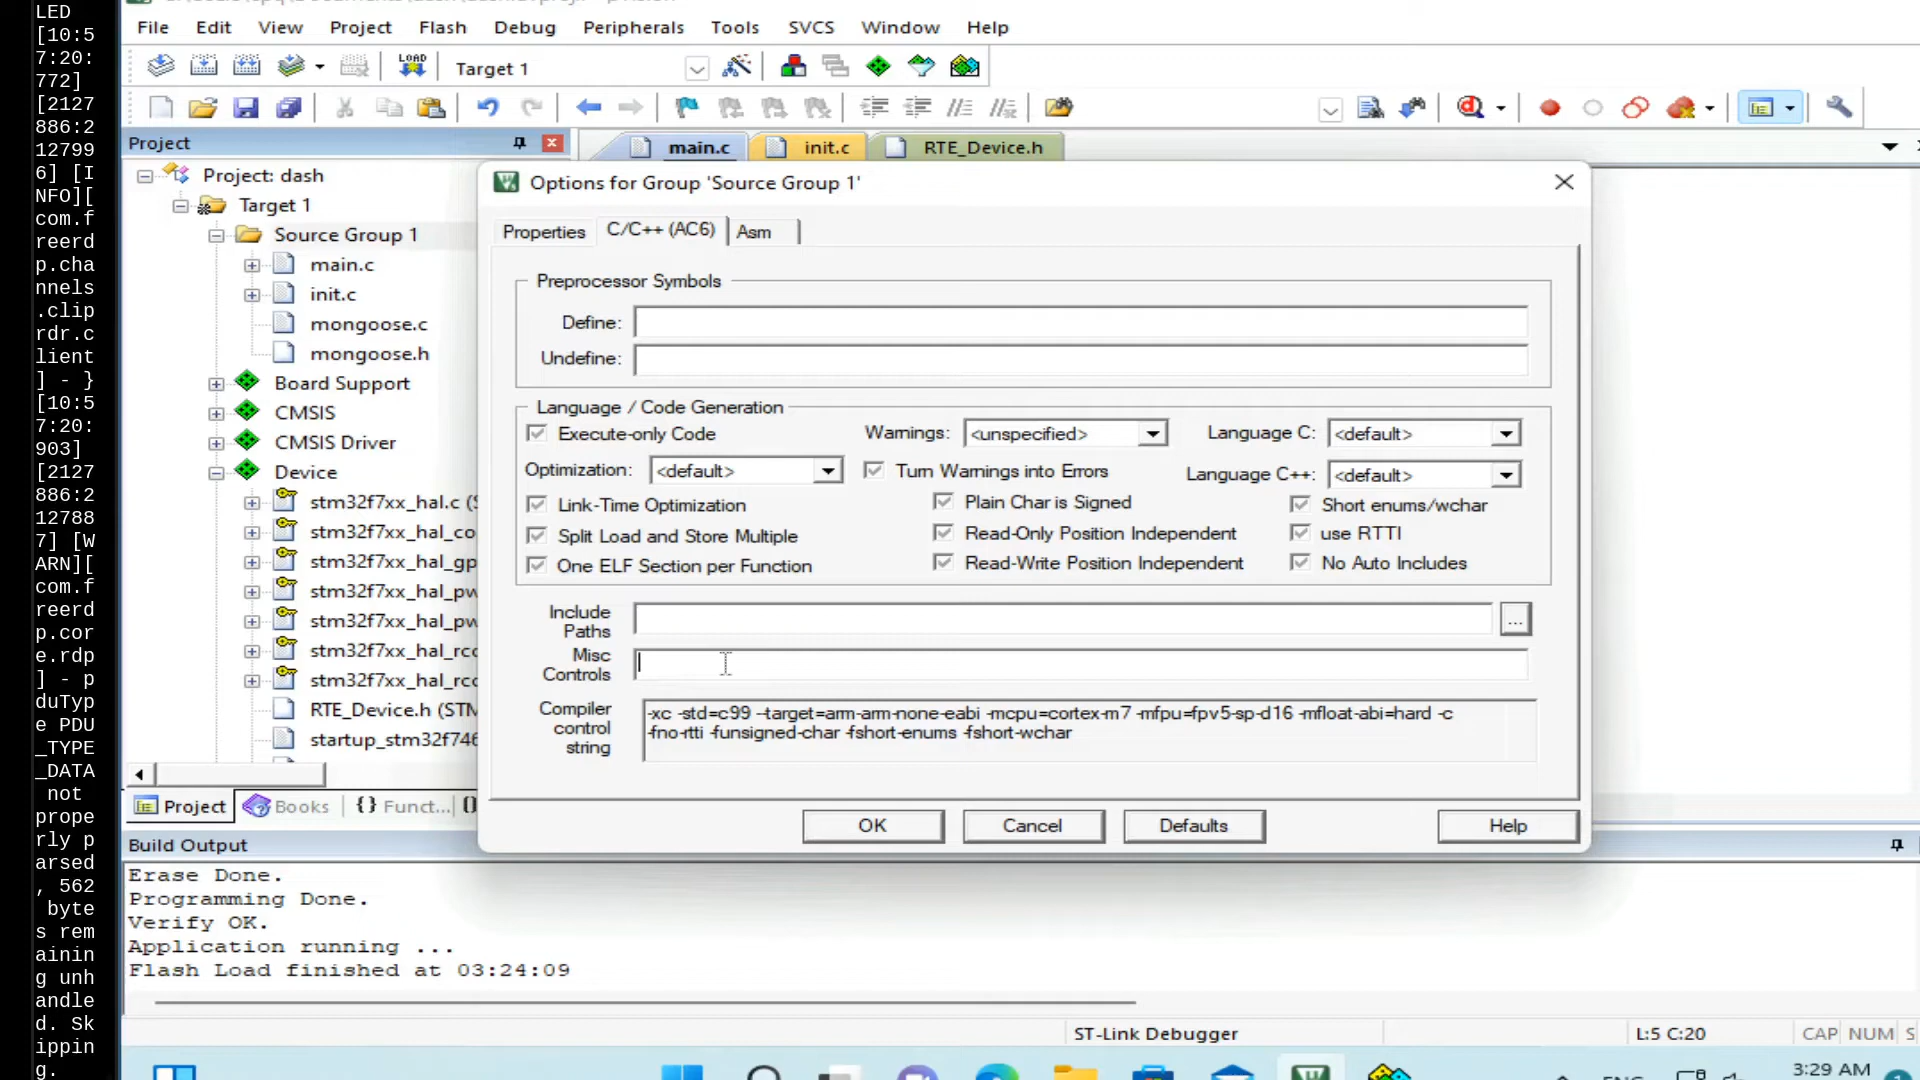 LED
[10:5
7:20:
772]
[2127
886:2
12799
6] [I
NFO][
com.f
reerd
p.cha
nnels
.clip
rdr.c
lient
] - }
[10:5
7:20:
903]
[2127
886:2
12788
7] [W
ARN][
com.f
reerd
p.cor
e.rdp
] - p
duTyp
e PDU
_TYPE
_DATA
not
prope
rly p
arsed
, 562
byte
s rem
ainin
g unh
andle
d. Sk
ippin
g.
File Edit View Project Flash Debug Peripherals Tools SVCS Window Help
LOAD Target 1
Project
main.c init.c RTE_Device.h
Project: dash
Target 1
Source Group 1
main.c
init.c
mongoose.c
mongoose.h
Board Support
CMSIS
CMSIS Driver
Device
stm32f7xx_hal.c (S
stm32f7xx_hal_co
stm32f7xx_hal_gp
stm32f7xx_hal_pw
stm32f7xx_hal_pw
stm32f7xx_hal_rcc
stm32f7xx_hal_rcc
RTE_Device.h (STM
startup_stm32f746
Project Books {} Funct...
Options for Group 'Source Group 1'
Properties C/C++ (AC6) Asm
Preprocessor Symbols
Define:
Undefine:
Language / Code Generation
Execute-only Code Warnings: <unspecified> Language C: <default>
Optimization: <default> Turn Warnings into Errors Language C++: <default>
Link-Time Optimization Plain Char is Signed Short enums/wchar
Split Load and Store Multiple Read-Only Position Independent use RTTI
One ELF Section per Function Read-Write Position Independent No Auto Includes
Include
Paths
...
Misc
Controls
Compiler
control
string
-xc -std=c99 --target=arm-arm-none-eabi -mcpu=cortex-m7 -mfpu=fpv5-sp-d16 -mfloat-abi=hard -c
-fno-rtti -funsigned-char -fshort-enums -fshort-wchar
OK Cancel Defaults Help
Build Output
Erase Done.
Programming Done.
Verify OK.
Application running ...
Flash Load finished at 03:24:09
ST-Link Debugger L:5 C:20 CAP NUM S
3:29 AM